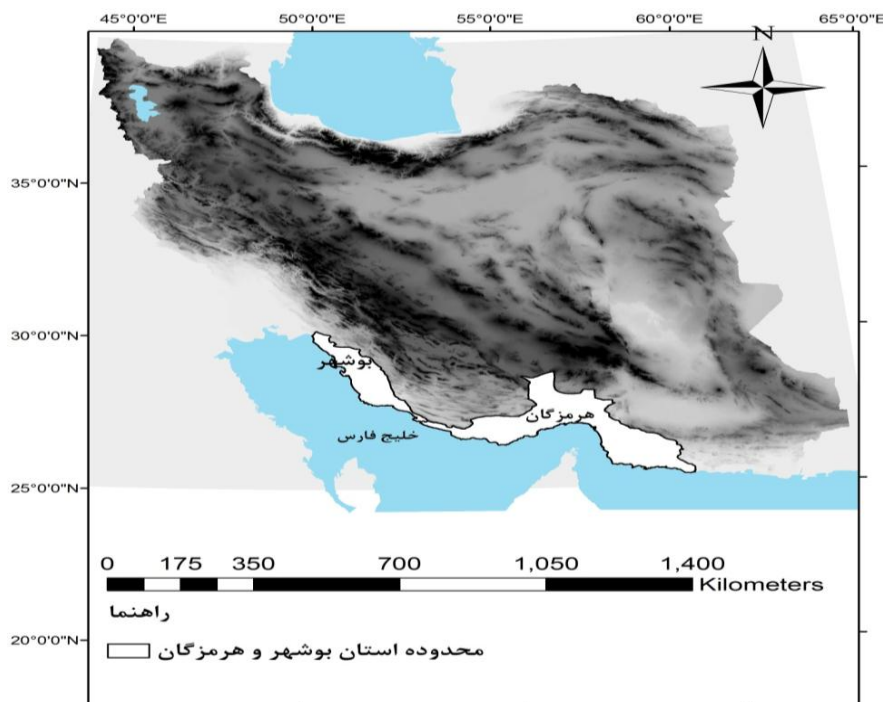 45°0'0"E 50°0'0"E 55°0'0"E 60°0'0"E 65°0'0"E
N
35°0'0"N
30°0'0"N
بوشهر
هرمزگان
خلیج فارس
25°0'0"N
0 175 350 700 1,050 1,400
Kilometers
راهنما
20°0'0"N
محدوده استان بوشهر و هرمزگان